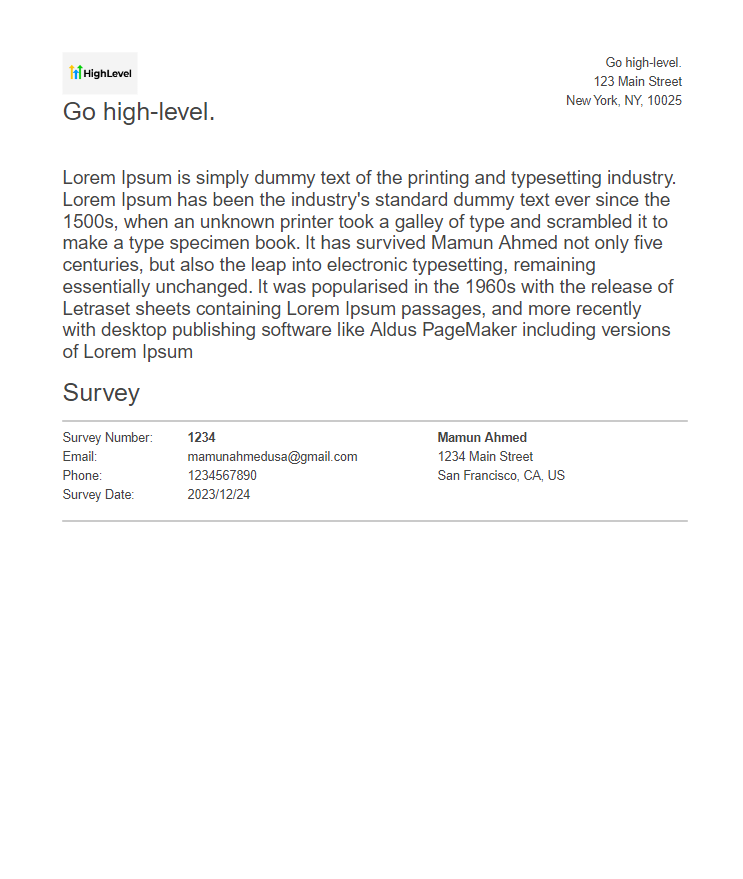 HighLevel
Go high-level.
Go high-level.
123 Main Street
New York, NY, 10025
Lorem Ipsum is simply dummy text of the printing and typesetting industry.
Lorem Ipsum has been the industry's standard dummy text ever since the
1500s, when an unknown printer took a galley of type and scrambled it to
make a type specimen book. It has survived Mamun Ahmed not only five
centuries, but also the leap into electronic typesetting, remaining
essentially unchanged. It was popularised in the 1960s with the release of
Letraset sheets containing Lorem Ipsum passages, and more recently
with desktop publishing software like Aldus PageMaker including versions
of Lorem Ipsum
Survey
Survey Number: 1234 Mamun Ahmed
Email: mamunahmedusa@gmail.com 1234 Main Street
Phone: 1234567890 San Francisco, CA, US
Survey Date: 2023/12/24